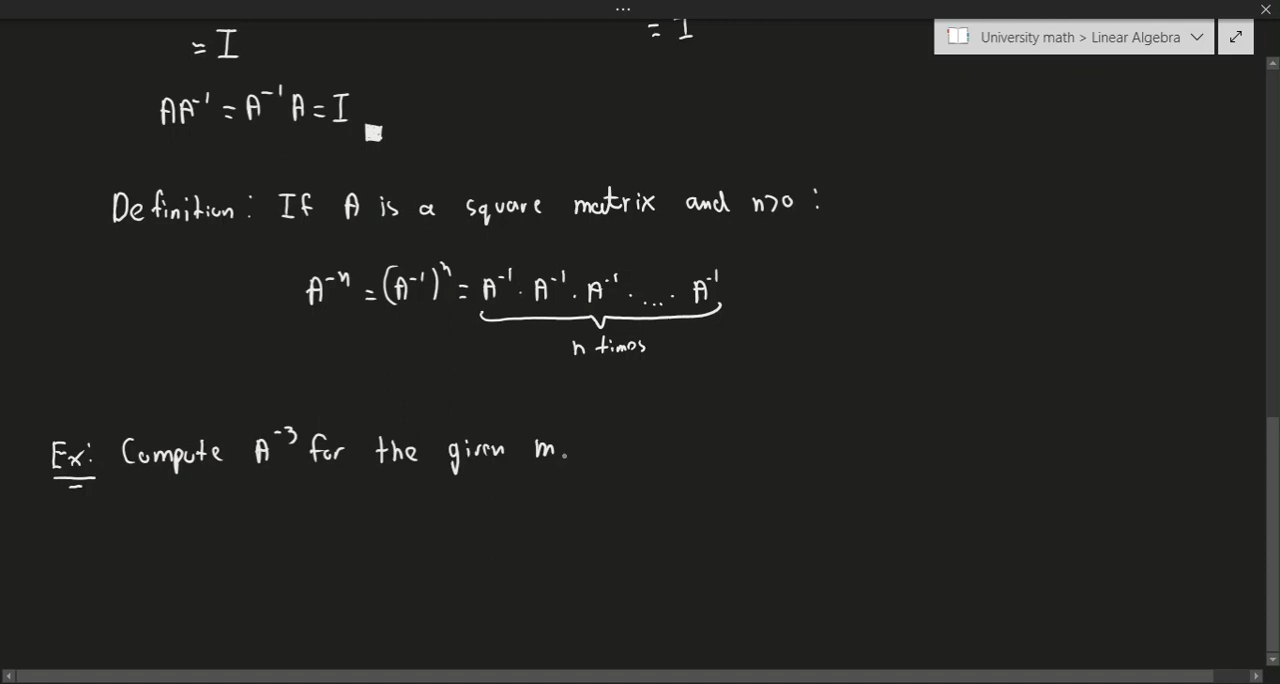 = I
= I
University math > Linear Algebra
AA⁻¹ = A⁻¹A = I
Definition: If A is a square matrix and n>0 :
A⁻ⁿ = (A⁻¹)ⁿ = A⁻¹ · A⁻¹ · A⁻¹ · ... · A⁻¹
n times
Ex: Compute A⁻³ for the given m.